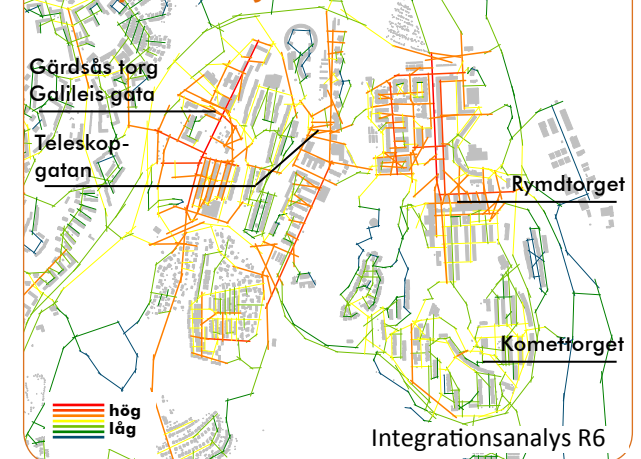 Gärdsås torg
Galileis gata
Teleskop-
gatan
Rymdtorget
Komettorget
hög
låg
Integrationsanalys R6